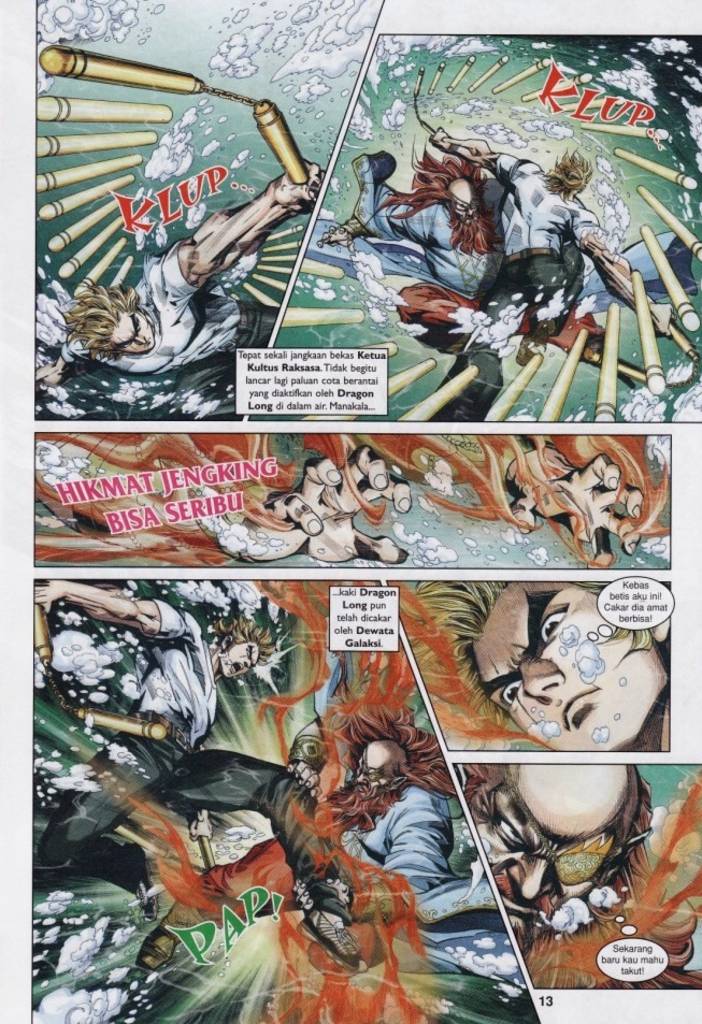 KLUP...
KLUP...
Tepat sekali jangkaan bekas Ketua
Kultus Raksasa. Tidak begitu
lancar lagi paluan cota berantai
yang diaktifkan oleh Dragon
Long di dalam air. Manakala...
HIKMAT JENGKING
BISA SERIBU
...kaki Dragon
Long pun
telah dicakar
oleh Dewata
Galaksi.
Kebas
betis aku ini!
Cakar dia amat
berbisa!
PAP!
Sekarang
baru kau mahu
takut!
13